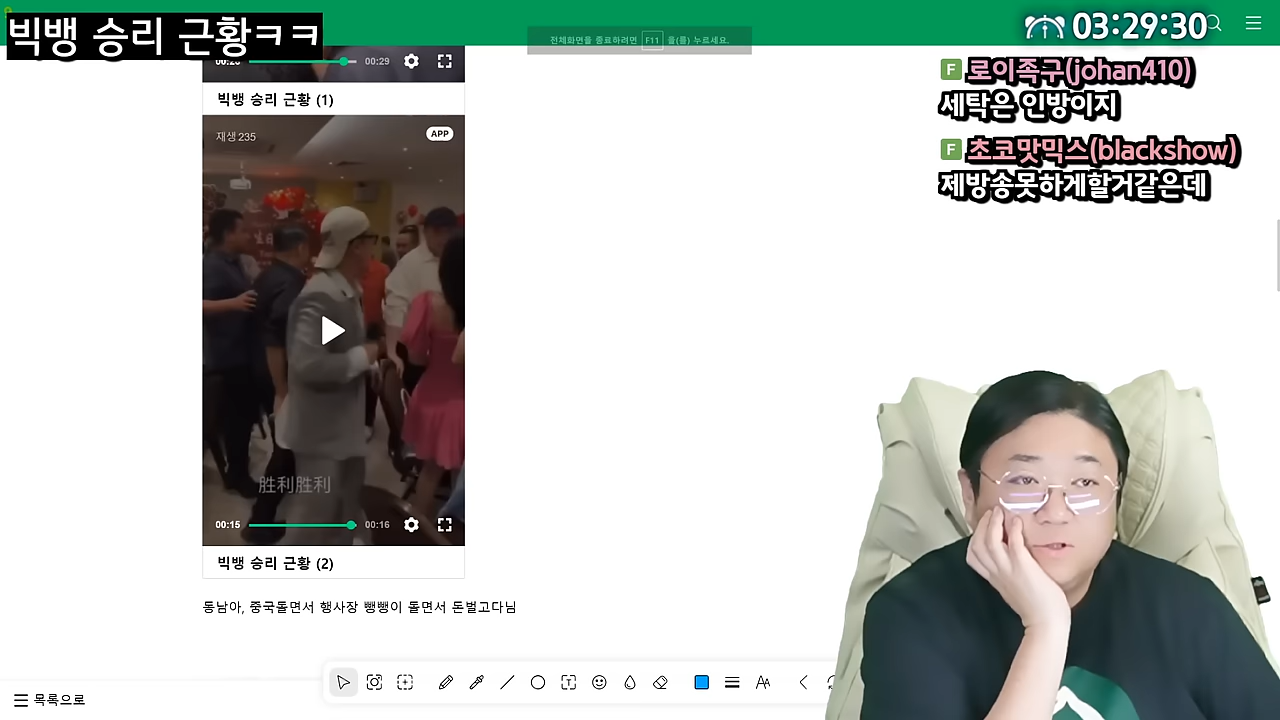 빅뱅 승리 근황ㅋㅋ
전체화면을 종료하려면 F11 을(를) 누르세요.
03:29:30
00:29
빅뱅 승리 근황 (1)
재생 235
APP
胜利胜利
00:15
00:16
빅뱅 승리 근황 (2)
동남아, 중국돌면서 행사장 뺑뺑이 돌면서 돈벌고다님
목록으로
F 로이족구(johan410)
세탁은 인방이지
F 초코맛믹스(blackshow)
제방송못하게할거같은데